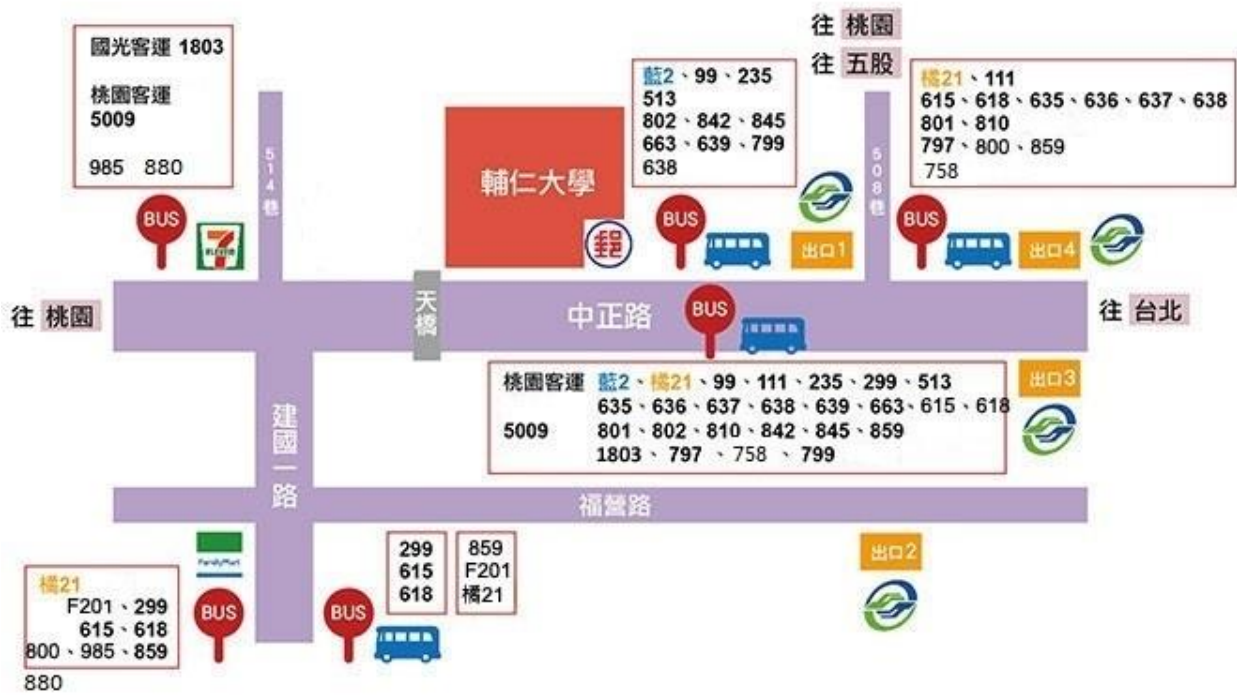 往 桃園
往 五股
國光客運 1803
桃園客運
5009
985 880
藍2、99、235
513
802、842、845
663、639、799
638
橘21、111
615、618、635、636、637、638
801、810
797、800、859
758
514巷
輔仁大學
508巷
BUS
7
ELEVEN
郵
BUS
出口1
BUS
出口4
往 桃園
天橋
中正路
BUS
往 台北
桃園客運 藍2、橘21、99、111、235、299、513
635、636、637、638、639、663、615、618
5009 801、802、810、842、845、859
1803、797、758、799
出口3
建國一路
福營路
FamilyMart
299
615
618
859
F201
橘21
出口2
橘21
F201、299
615、618
800、985、859
880
BUS
BUS